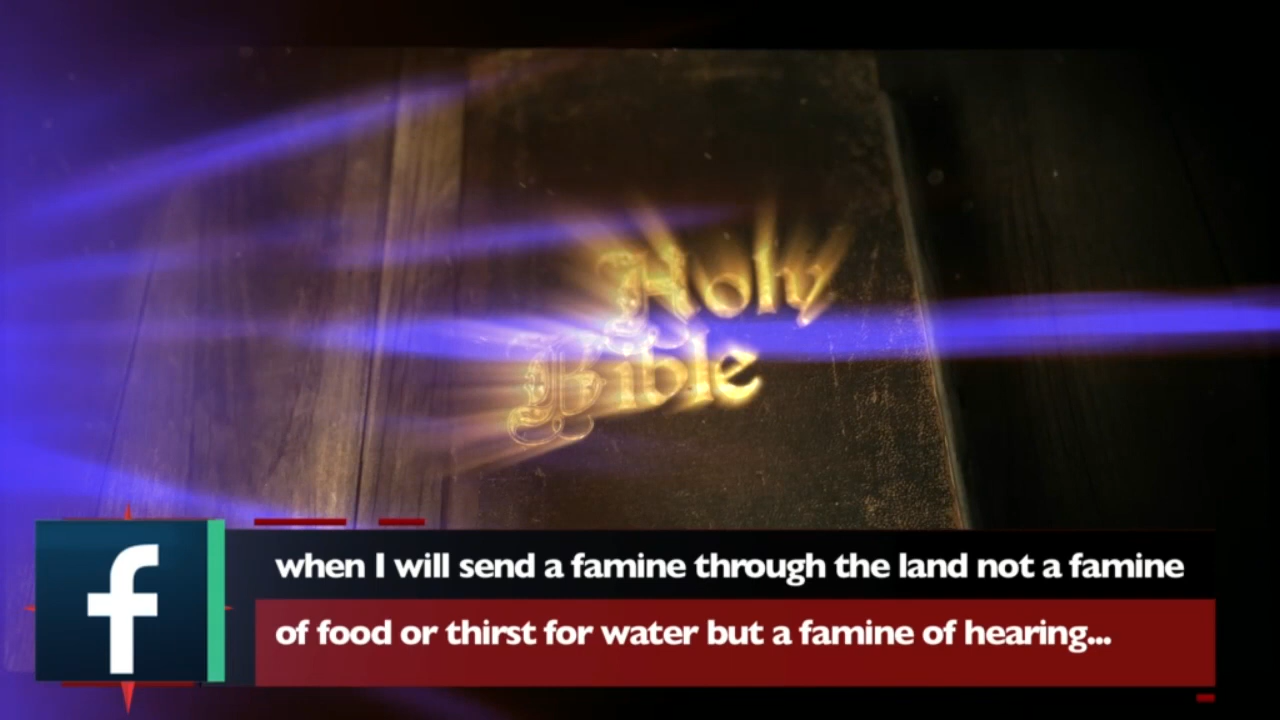 Holy
Bible
f
when I will send a famine through the land not a famine
of food or thirst for water but a famine of hearing...